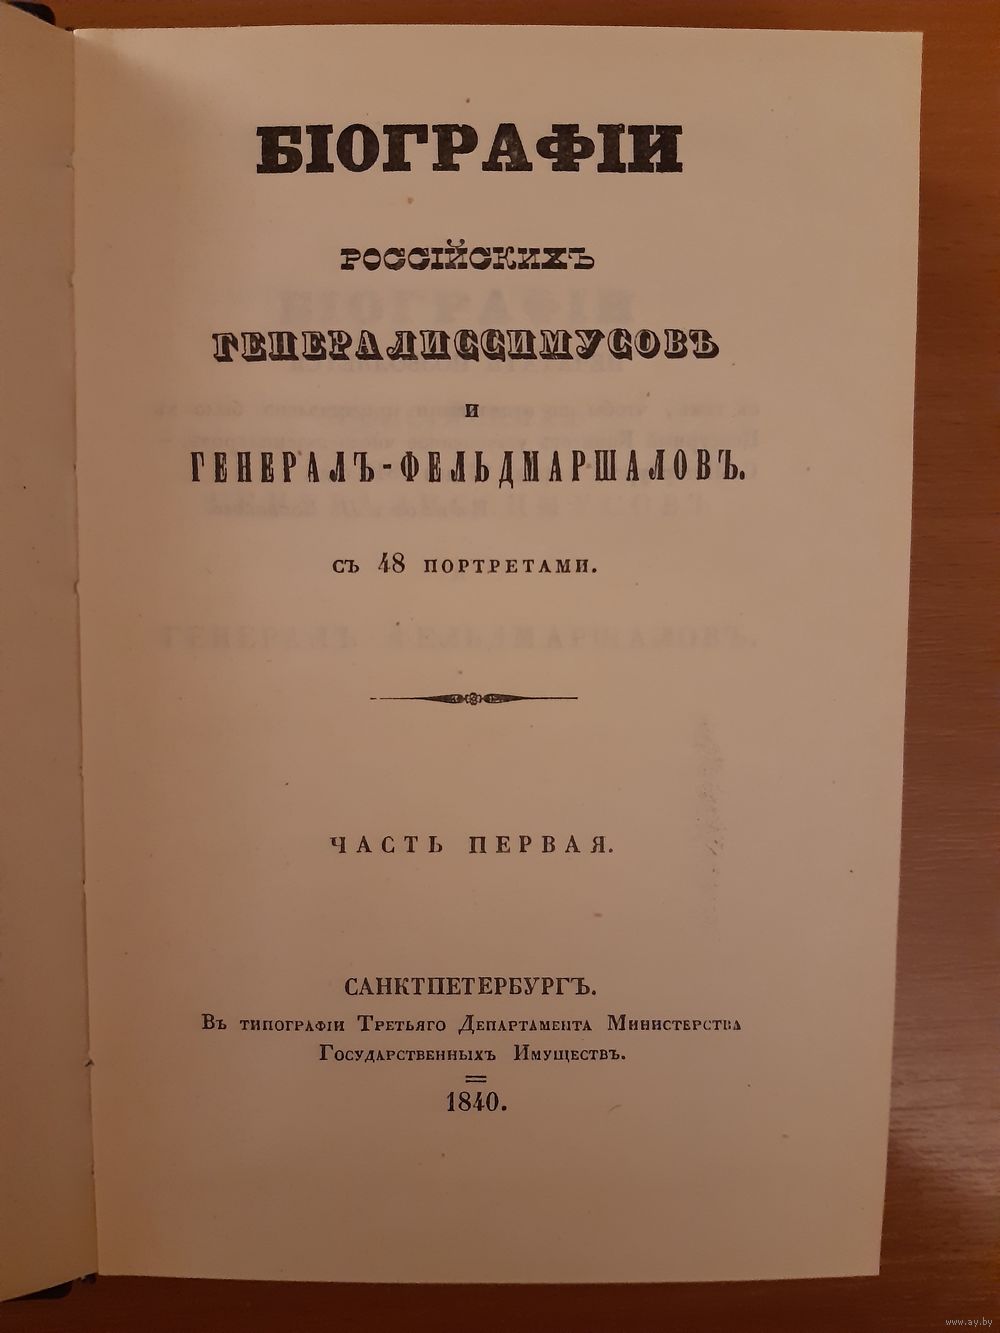 БІОГРАФІИ
РОССІЙСКИХЪ
ГЕНЕРАЛИССИМУСОВЪ
И
ГЕНЕРАЛЪ-ФЕЛЬДМАРШАЛОВЪ.
СЪ 48 ПОРТРЕТАМИ.
ЧАСТЬ ПЕРВАЯ.
САНКТПЕТЕРБУРГЪ.
Въ типографіи Третьяго Департамента Министерства
Государственныхъ Имуществъ.
1840.
www.ay.by